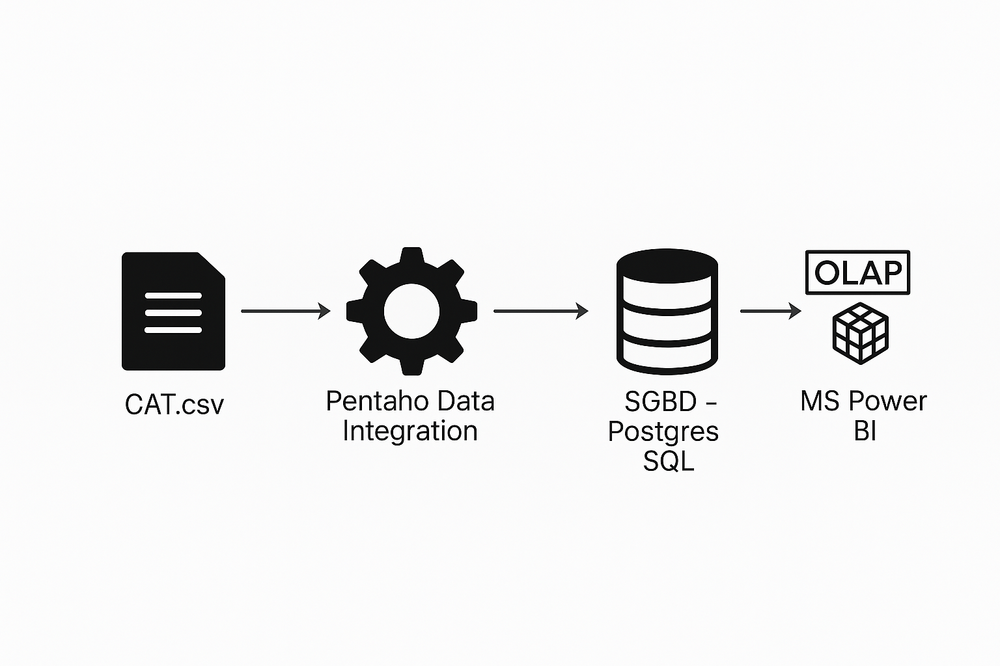 CAT.csv
Pentaho Data
Integration
SGBD –
Postgres
SQL
OLAP
MS Power
BI